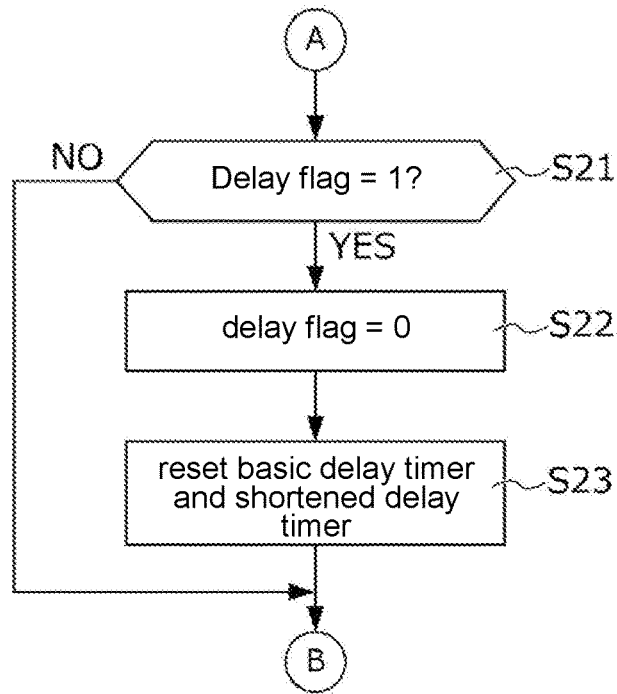 A
NO
Delay flag = 1?
S21
YES
delay flag = 0
S22
reset basic delay timer
and shortened delay
timer
S23
B